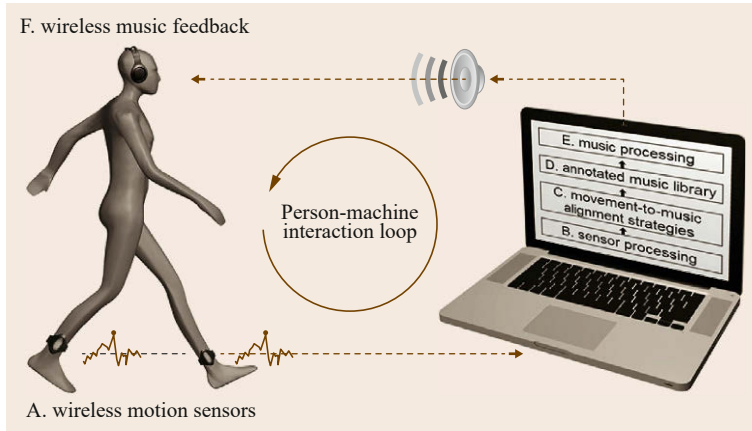 F. wireless music feedback
E. music processing
D. annotated music library
C. movement-to-music
alignment strategies
B. sensor processing
Person-machine
interaction loop
A. wireless motion sensors